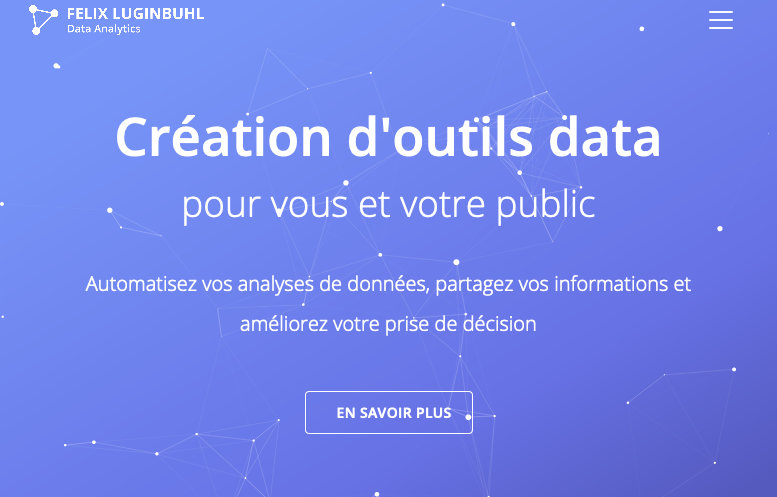 FELIX LUGINBUHL
Data Analytics
Création d'outils data
pour vous et votre public
Automatisez vos analyses de données, partagez vos informations et
améliorez votre prise de décision
EN SAVOIR PLUS